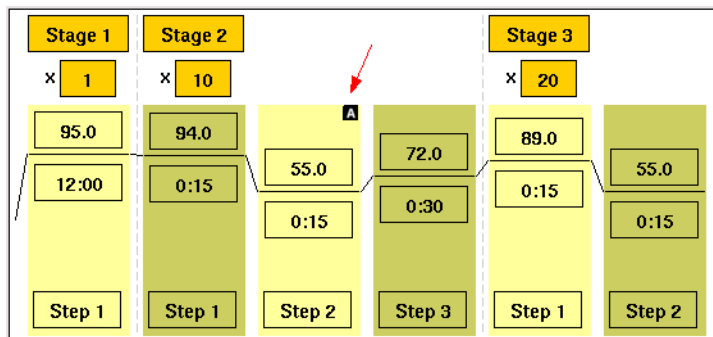 Stage 1 Stage 2 Stage 3
x 1 x 10 x 20
A
95.0 94.0 55.0 72.0 89.0 55.0
12:00 0:15 0:15 0:30 0:15 0:15
Step 1 Step 1 Step 2 Step 3 Step 1 Step 2